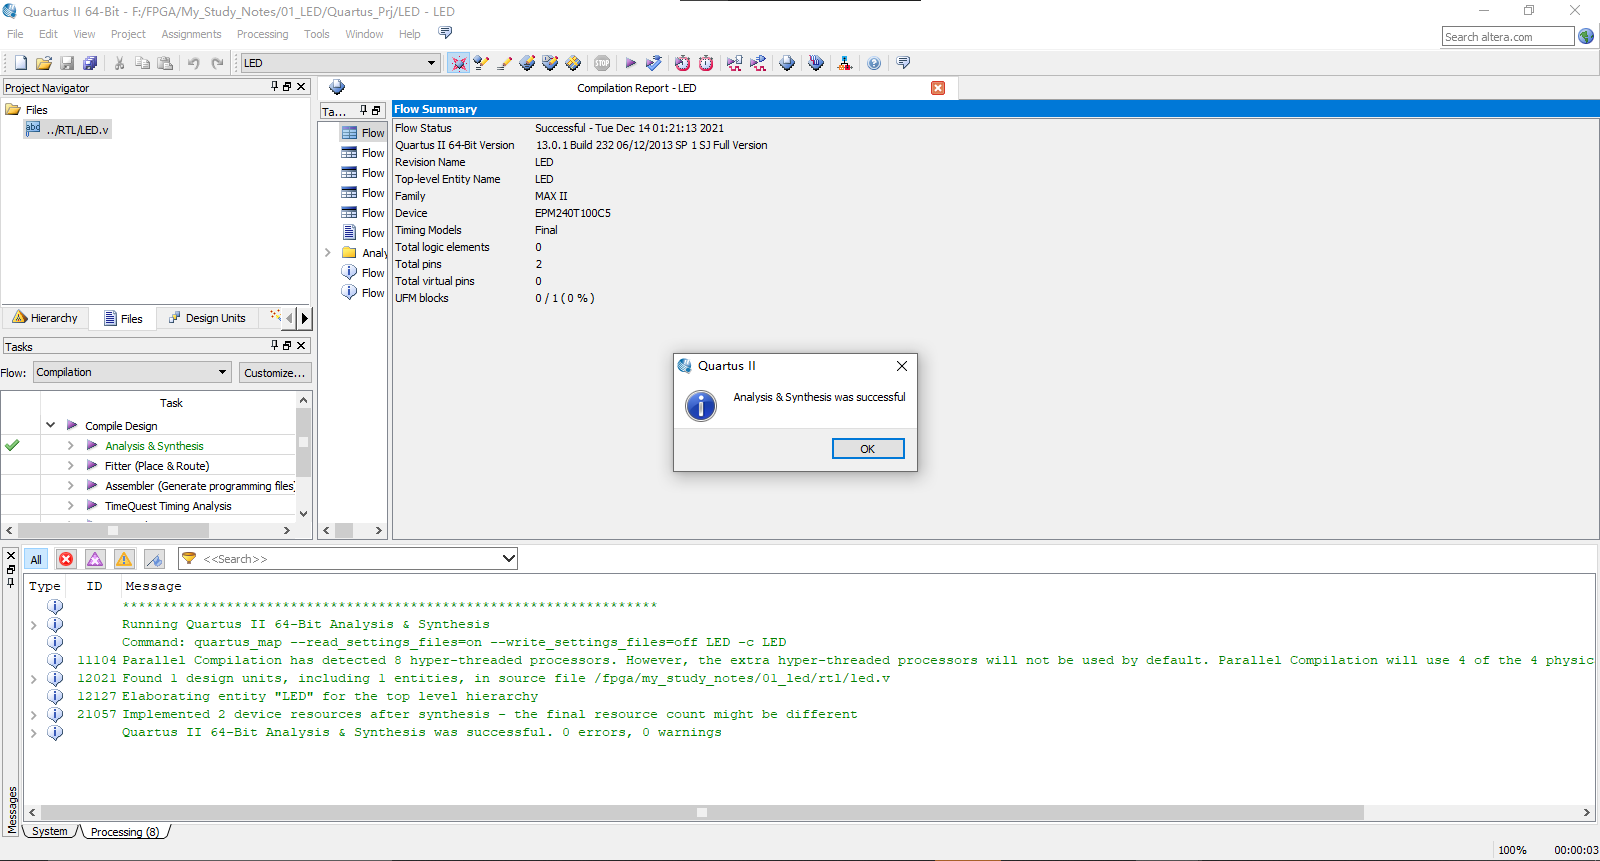 Quartus II 64-Bit - F:/FPGA/My_Study_Notes/01_LED/Quartus_Prj/LED - LED
File Edit View Project Assignments Processing Tools Window Help
Search altera.com
LED
STOP
Project Navigator
Files
abc ../RTL/LED.v
Hierarchy Files Design Units
Tasks
Flow: Compilation Customize...
Task
Compile Design
Analysis & Synthesis
Fitter (Place & Route)
Assembler (Generate programming files)
TimeQuest Timing Analysis
Compilation Report - LED
Ta...
Flow
Flow
Flow
Flow
Flow
Flow
Analy
Flow
Flow
Flow Summary
Flow Status Successful - Tue Dec 14 01:21:13 2021
Quartus II 64-Bit Version 13.0.1 Build 232 06/12/2013 SP 1 SJ Full Version
Revision Name LED
Top-level Entity Name LED
Family MAX II
Device EPM240T100C5
Timing Models Final
Total logic elements 0
Total pins 2
Total virtual pins 0
UFM blocks 0 / 1 ( 0 % )
Quartus II
Analysis & Synthesis was successful
OK
All <<Search>>
Type ID Message
*******************************************************************
Running Quartus II 64-Bit Analysis & Synthesis
Command: quartus_map --read_settings_files=on --write_settings_files=off LED -c LED
11104 Parallel Compilation has detected 8 hyper-threaded processors. However, the extra hyper-threaded processors will not be used by default. Parallel Compilation will use 4 of the 4 physic
12021 Found 1 design units, including 1 entities, in source file /fpga/my_study_notes/01_led/rtl/led.v
12127 Elaborating entity "LED" for the top level hierarchy
21057 Implemented 2 device resources after synthesis - the final resource count might be different
Quartus II 64-Bit Analysis & Synthesis was successful. 0 errors, 0 warnings
Messages
System Processing (8)
100% 00:00:03